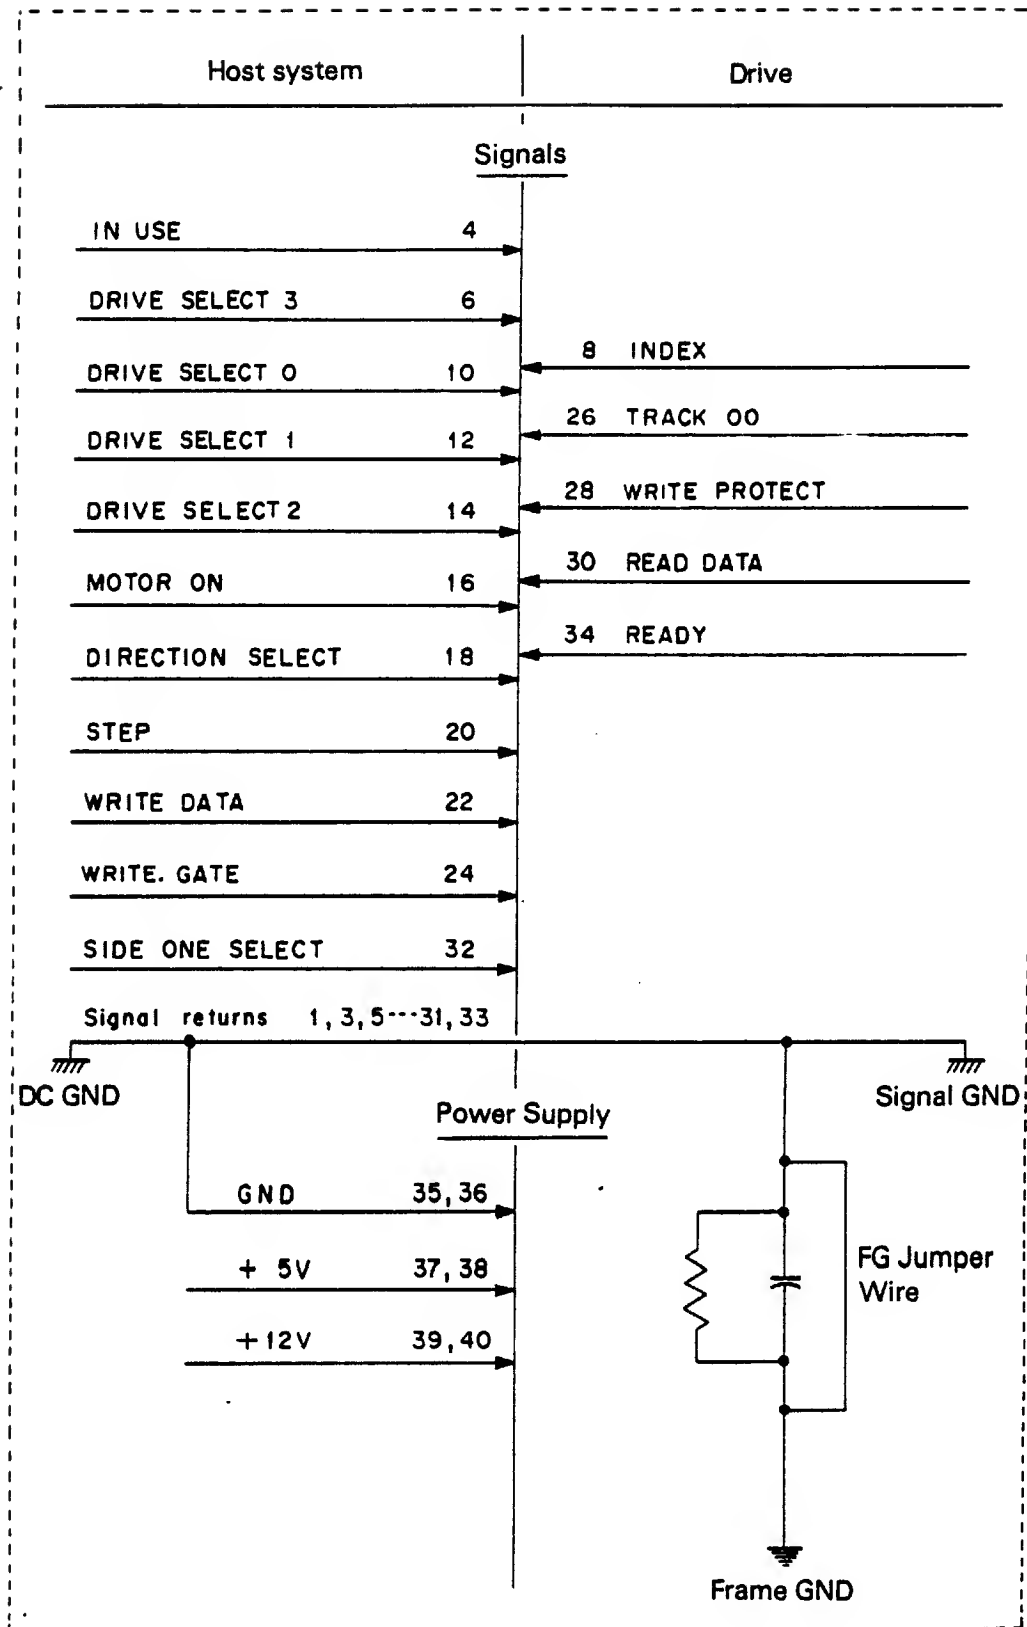 Host system
Drive
Signals
IN USE 4
DRIVE SELECT 3 6
8 INDEX
DRIVE SELECT 0 10
26 TRACK 00
DRIVE SELECT 1 12
28 WRITE PROTECT
DRIVE SELECT 2 14
30 READ DATA
MOTOR ON 16
34 READY
DIRECTION SELECT 18
STEP 20
WRITE DATA 22
WRITE. GATE 24
SIDE ONE SELECT 32
Signal returns 1, 3, 5---31, 33
DC GND
Signal GND
Power Supply
GND 35, 36
+ 5V 37, 38
+12V 39, 40
FG Jumper
Wire
Frame GND